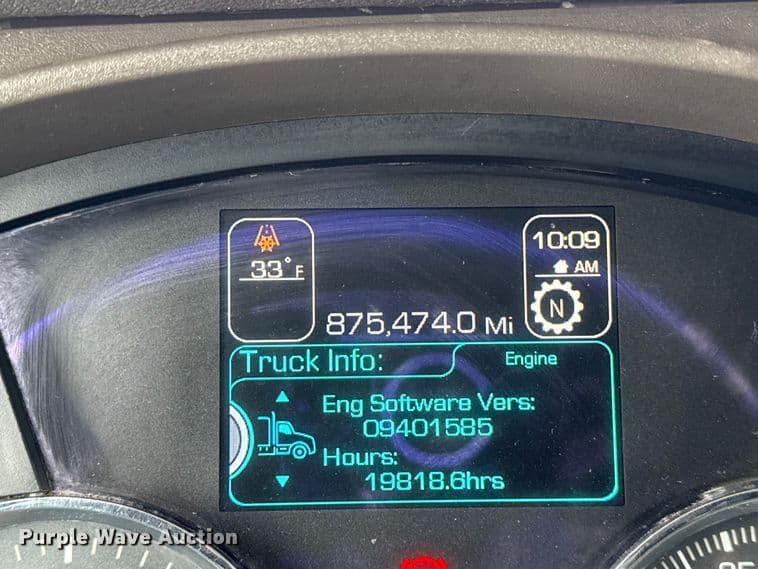 33°F
10:09
AM
N
875,474.0 Mi
Truck Info:
Engine
Eng Software Vers:
09401585
Hours:
19818.6hrs
Purple Wave Auction